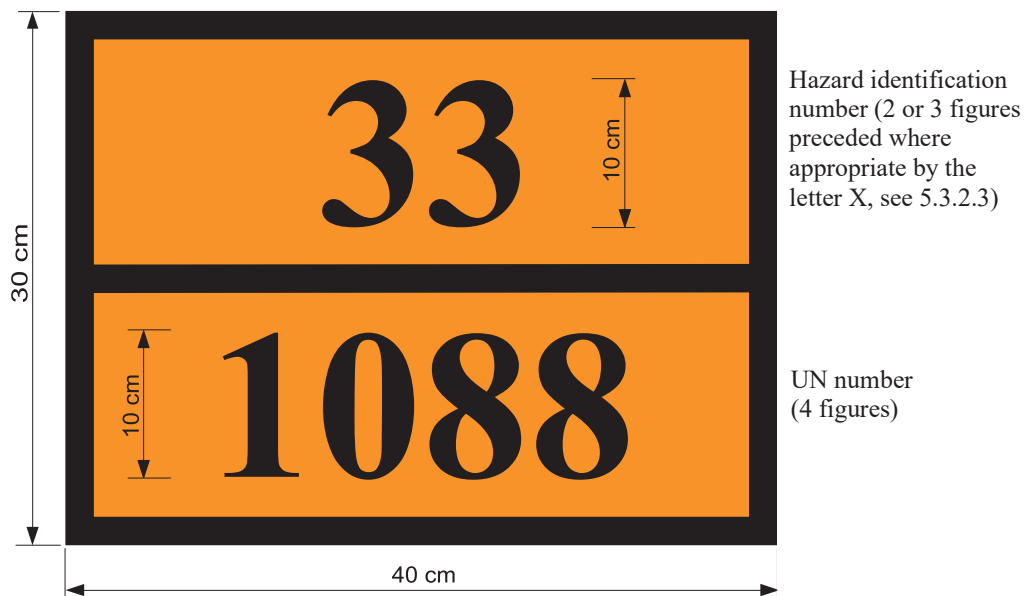 33
10 cm
Hazard identification
number (2 or 3 figures
preceded where
appropriate by the
letter X, see 5.3.2.3)
30 cm
1088
10 cm
UN number
(4 figures)
40 cm